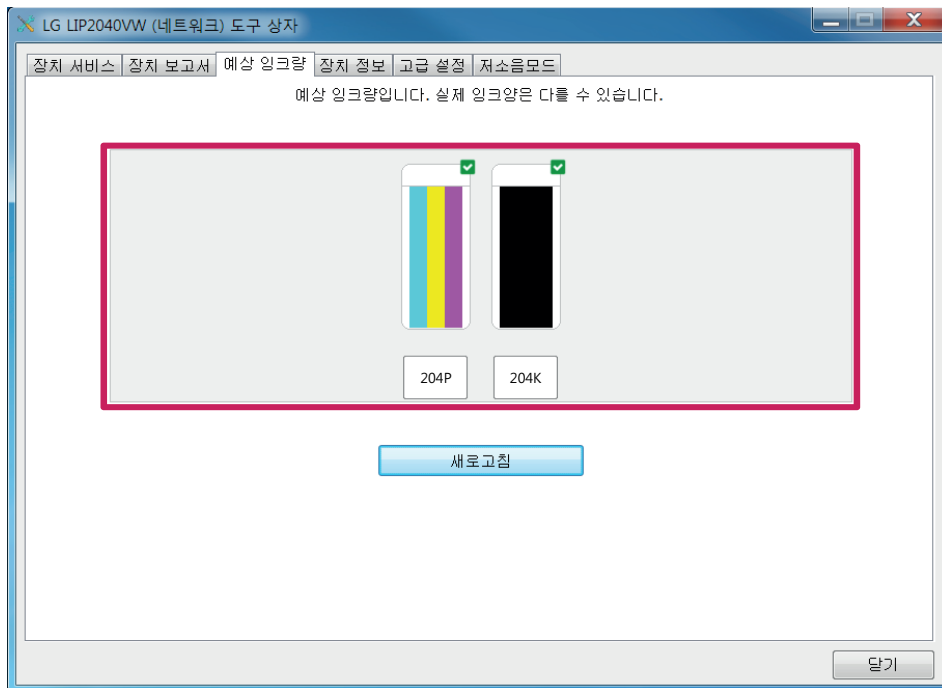 LG LIP2040VW (네트워크) 도구 상자
장치 서비스 장치 보고서 예상 잉크량 장치 정보 고급 설정 저소음모드
예상 잉크량입니다. 실제 잉크양은 다를 수 있습니다.
204P 204K
새로고침
닫기